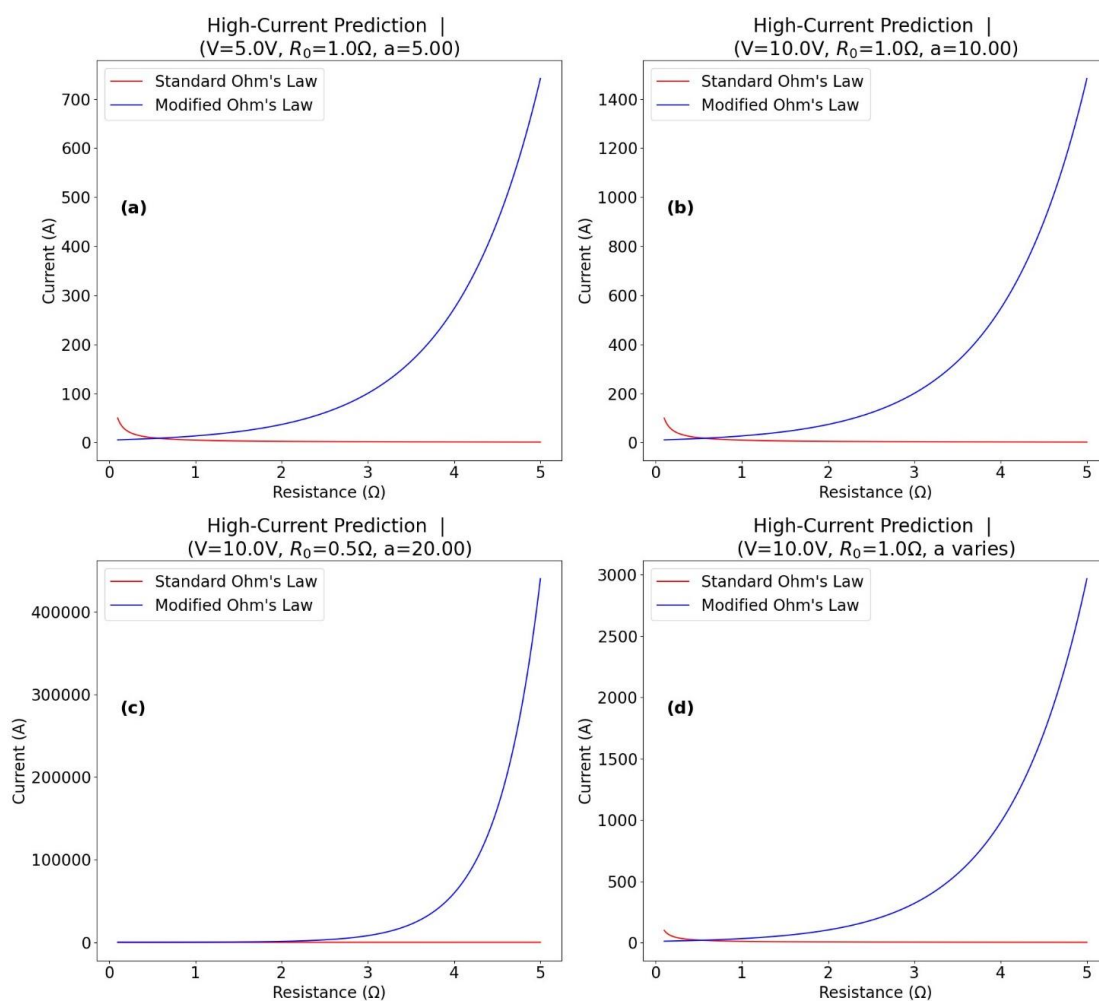 High-Current Prediction |
(V=5.0V, R₀=1.0Ω, a=5.00)
Standard Ohm's Law
Modified Ohm's Law
(a)
Current (A)
700
600
500
400
300
200
100
0
0 1 2 3 4 5
Resistance (Ω)
High-Current Prediction |
(V=10.0V, R₀=1.0Ω, a=10.00)
Standard Ohm's Law
Modified Ohm's Law
(b)
Current (A)
1400
1200
1000
800
600
400
200
0
0 1 2 3 4 5
Resistance (Ω)
High-Current Prediction |
(V=10.0V, R₀=0.5Ω, a=20.00)
Standard Ohm's Law
Modified Ohm's Law
(c)
Current (A)
400000
300000
200000
100000
0
0 1 2 3 4 5
Resistance (Ω)
High-Current Prediction |
(V=10.0V, R₀=1.0Ω, a varies)
Standard Ohm's Law
Modified Ohm's Law
(d)
Current (A)
3000
2500
2000
1500
1000
500
0
0 1 2 3 4 5
Resistance (Ω)